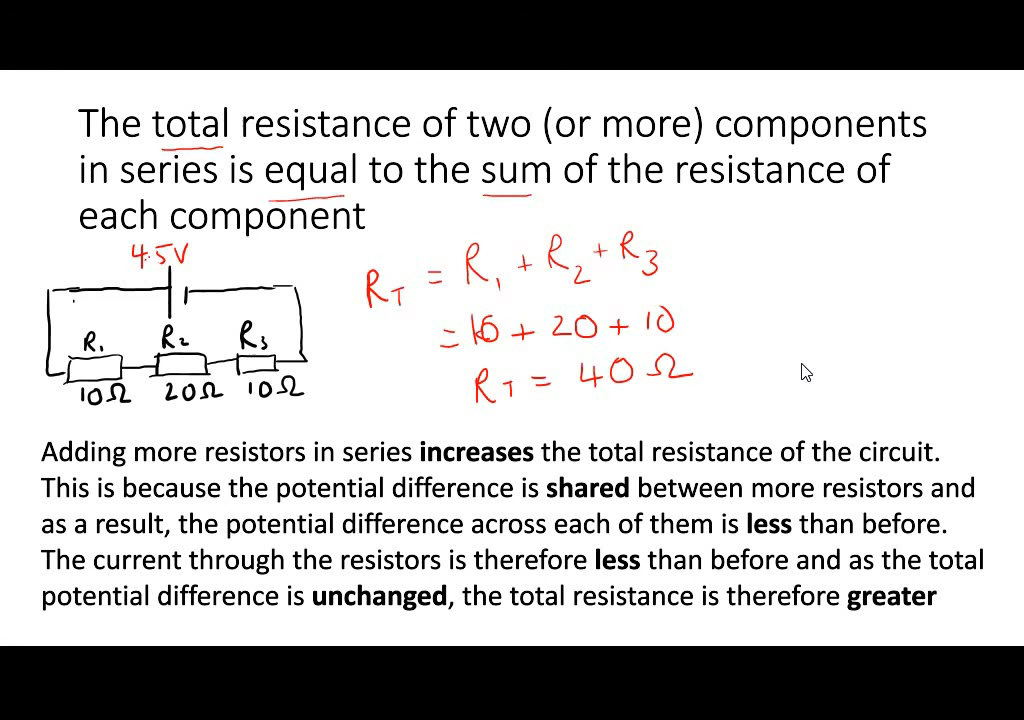 The total resistance of two (or more) components
in series is equal to the sum of the resistance of
each component
4.5V
R₁ R₂ R₃
10Ω 20Ω 10Ω
R_T = R₁ + R₂ + R₃
= 10 + 20 + 10
R_T = 40 Ω
Adding more resistors in series increases the total resistance of the circuit.
This is because the potential difference is shared between more resistors and
as a result, the potential difference across each of them is less than before.
The current through the resistors is therefore less than before and as the total
potential difference is unchanged, the total resistance is therefore greater